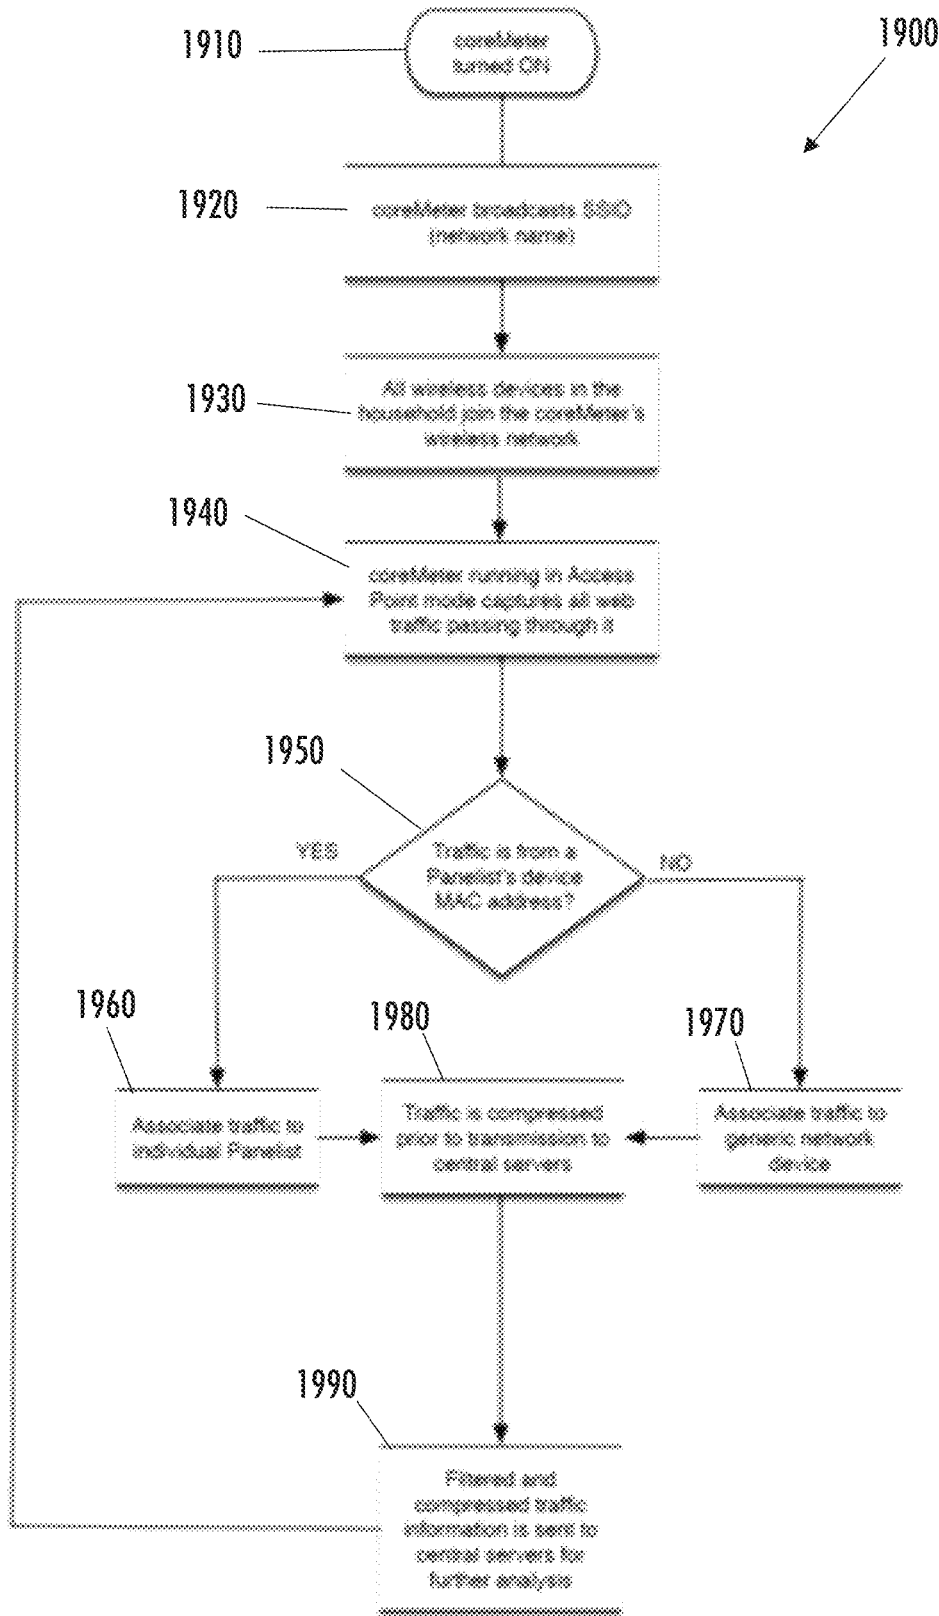 1910
coreMeter
turned ON
1900
1920
coreMeter broadcasts SSID
(network name)
1930
All wireless devices in the
household join the coreMeter's
wireless network
1940
coreMeter running in Access
Point mode captures all web
traffic passing through it
1950
YES
Traffic is from a
Panelist's device
MAC address?
NO
1960
Associate traffic to
individual Panelist
1980
Traffic is compressed
prior to transmission to
central servers
1970
Associate traffic to
generic network
device
1990
Filtered and
compressed traffic
information is sent to
central servers for
further analysis